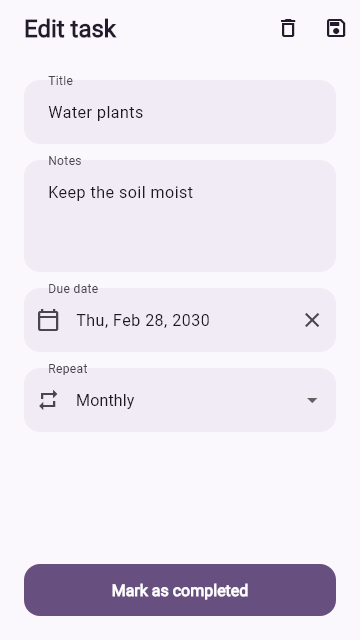 Edit task
Title
Water plants
Notes
Keep the soil moist
Due date
Thu, Feb 28, 2030
Repeat
Monthly
Mark as completed